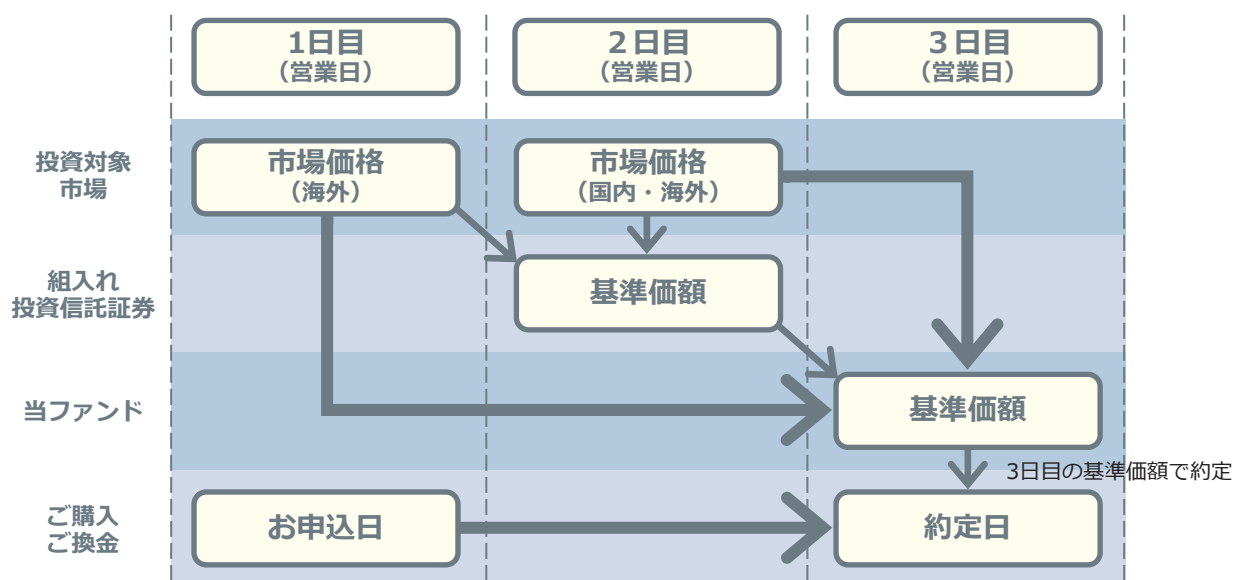 1日目
（営業日）
２日目
（営業日）
３日目
（営業日）
投資対象
市場
市場価格
（海外）
市場価格
（国内・海外）
組入れ
投資信託証券
基準価額
当ファンド
基準価額
3日目の基準価額で約定
ご購入
ご換金
お申込日
約定日